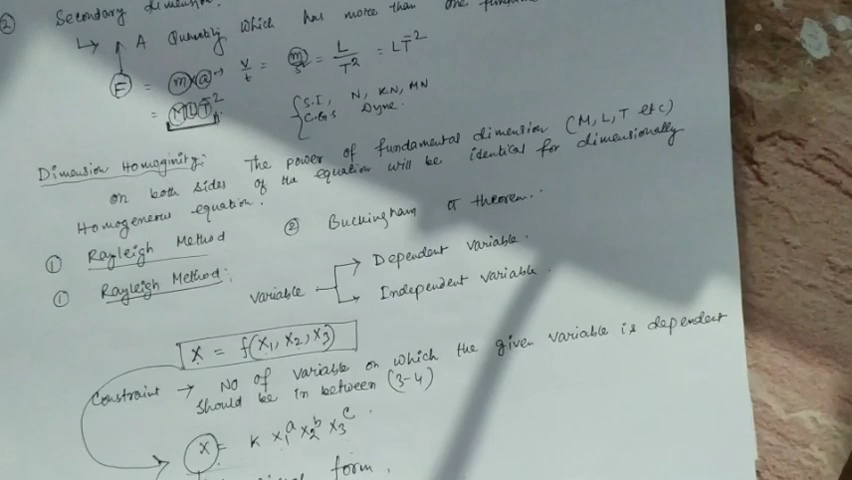 ② Secondary dimension.
↳ A Quantity which has more than one
F = m × a → v/t = m/s² = L/T² = LT⁻²
= MLT⁻²
S.I, N, KN, MN
C.G.S Dyne.
Dimension Homoginity:
The power of fundamental dimension (M, L, T etc)
on both sides of the equation will be identical for dimensionally
Homogeneous equation.
① Rayleigh Method ② Buckingham π theorem.
① Rayleigh Method:
Variable
Dependent variable.
Independent variable.
X = f(X₁, X₂, X₃)
Constraint → No of variable on which the given variable is dependent
should be in between (3-4)
X = K X₁ᵃ X₂ᵇ X₃ᶜ.
form.